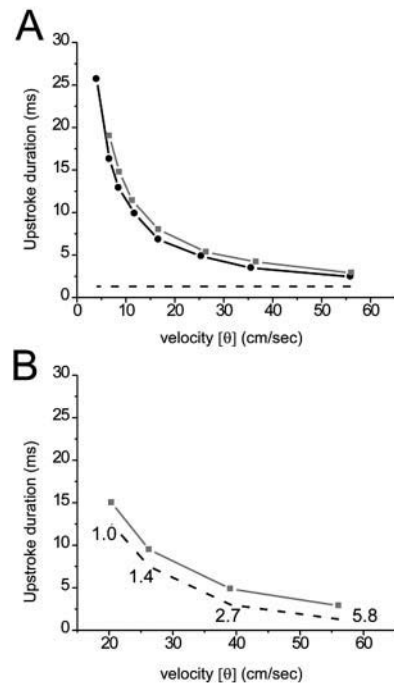 A
30
25
20
15
10
5
0
Upstroke duration (ms)
0 10 20 30 40 50 60
velocity [θ] (cm/sec)
B
30
25
20
15
10
5
0
Upstroke duration (ms)
1.0
1.4
2.7
5.8
20 30 40 50 60
velocity [θ] (cm/sec)